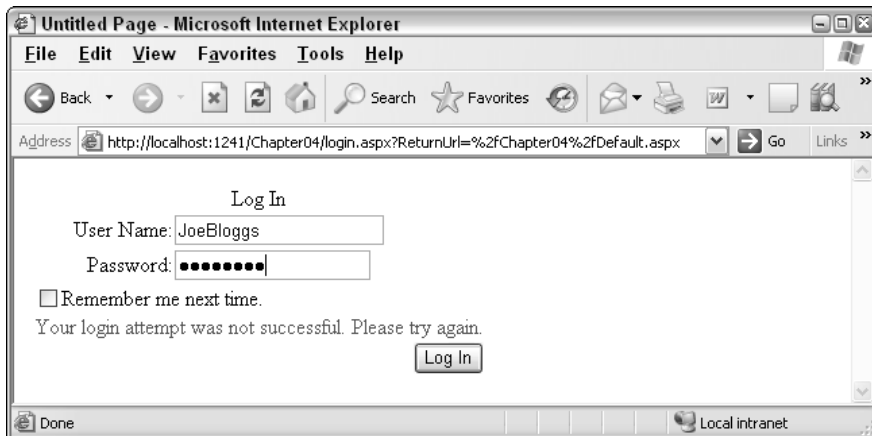 Untitled Page - Microsoft Internet Explorer
File Edit View Favorites Tools Help
Back Search Favorites W »
Address http://localhost:1241/Chapter04/login.aspx?ReturnUrl=%2fChapter04%2fDefault.aspx Go Links »
Log In
User Name: JoeBloggs
Password: ●●●●●●●●
Remember me next time.
Your login attempt was not successful. Please try again.
Log In
Done Local intranet